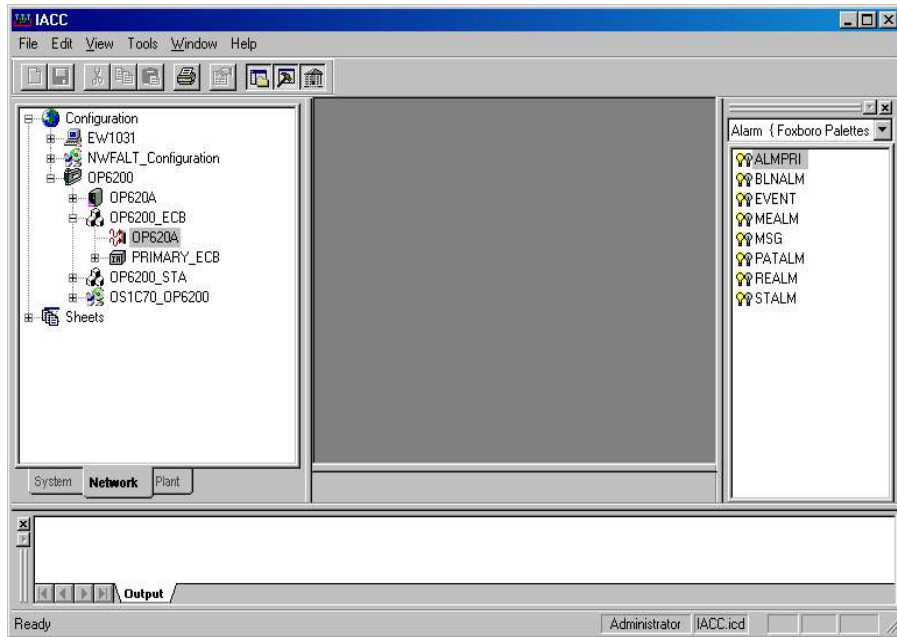 IACC
File Edit View Tools Window Help
Configuration
EW1031
NWFALT_Configuration
OP6200
OP620A
OP6200_ECB
OP620A
PRIMARY_ECB
OP6200_STA
OS1C70_OP6200
Sheets
System Network Plant
Alarm { Foxboro Palettes
ALMPRI
BLNALM
EVENT
MEALM
MSG
PATALM
REALM
STALM
Output
Ready
Administrator IACC.icd